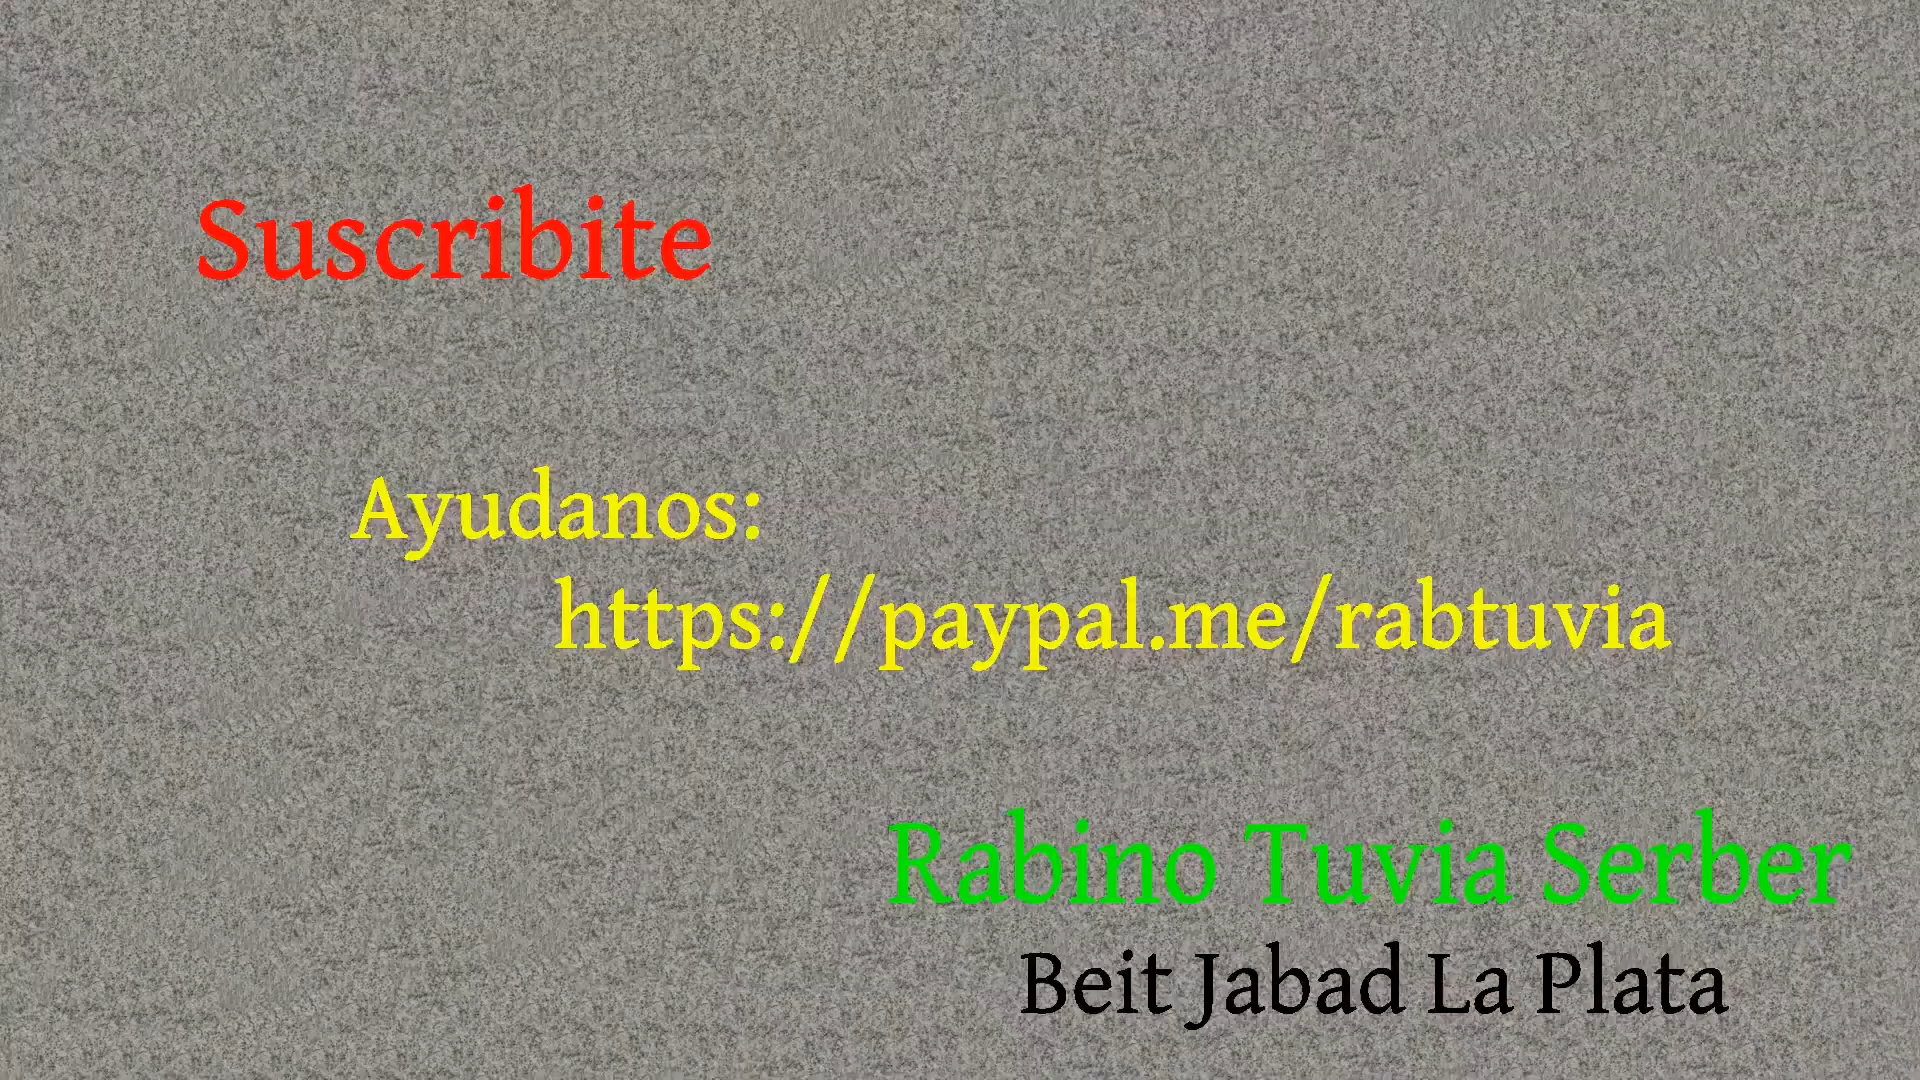 Suscribite
Ayudanos:
https://paypal.me/rabtuvia
Rabino Tuvia Serber
Beit Jabad La Plata